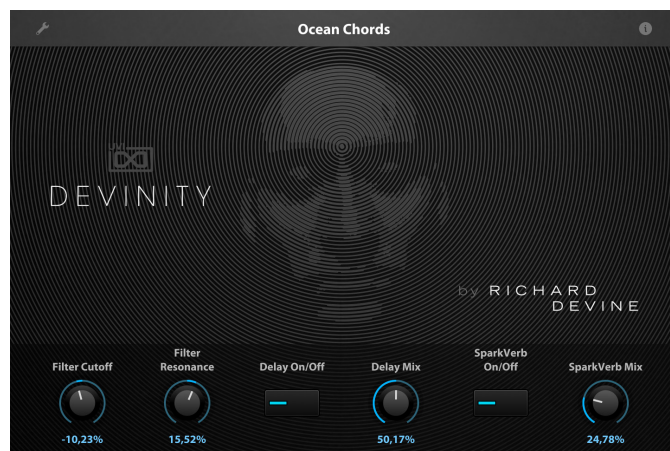 Ocean Chords
i
UVI
DEVINITY
by RICHARD
DEVINE
Filter Cutoff
Filter
Resonance
Delay On/Off
Delay Mix
SparkVerb
On/Off
SparkVerb Mix
-10,23%
15,52%
50,17%
24,78%